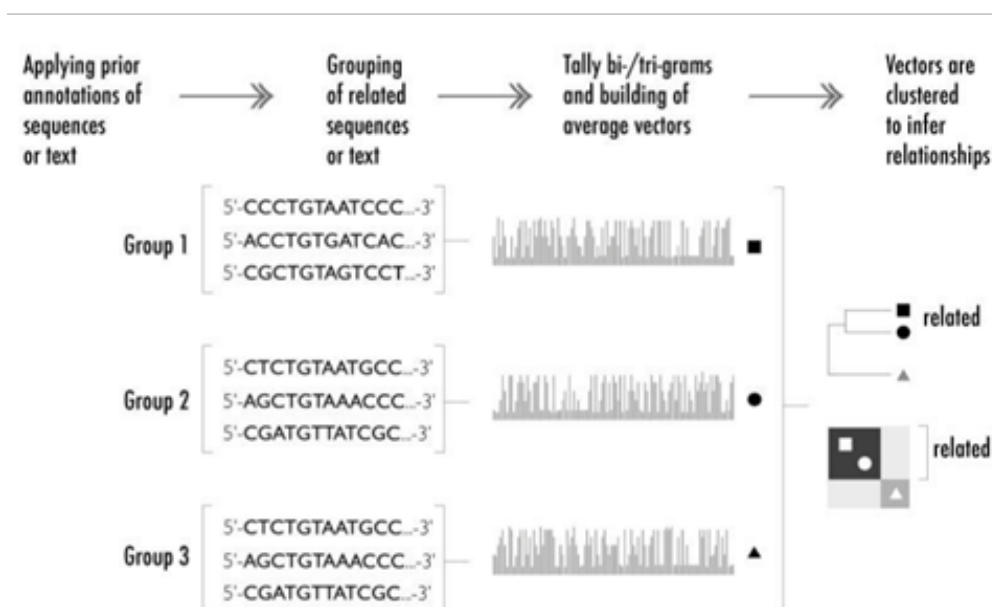 Applying prior
annotations of
sequences
or text
Grouping
of related
sequences
or text
Tally bi-/tri-grams
and building of
average vectors
Vectors are
clustered
to infer
relationships
Group 1
5'-CCCTGTAATCCC...-3'
5'-ACCTGTGATCAC...-3'
5'-CGCTGTAGTCCT...-3'
Group 2
5'-CTCTGTAATGCC...-3'
5'-AGCTGTAAACCC...-3'
5'-CGATGTTATCGC...-3'
Group 3
5'-CTCTGTAATGCC...-3'
5'-AGCTGTAAACCC...-3'
5'-CGATGTTATCGC...-3'
related
related